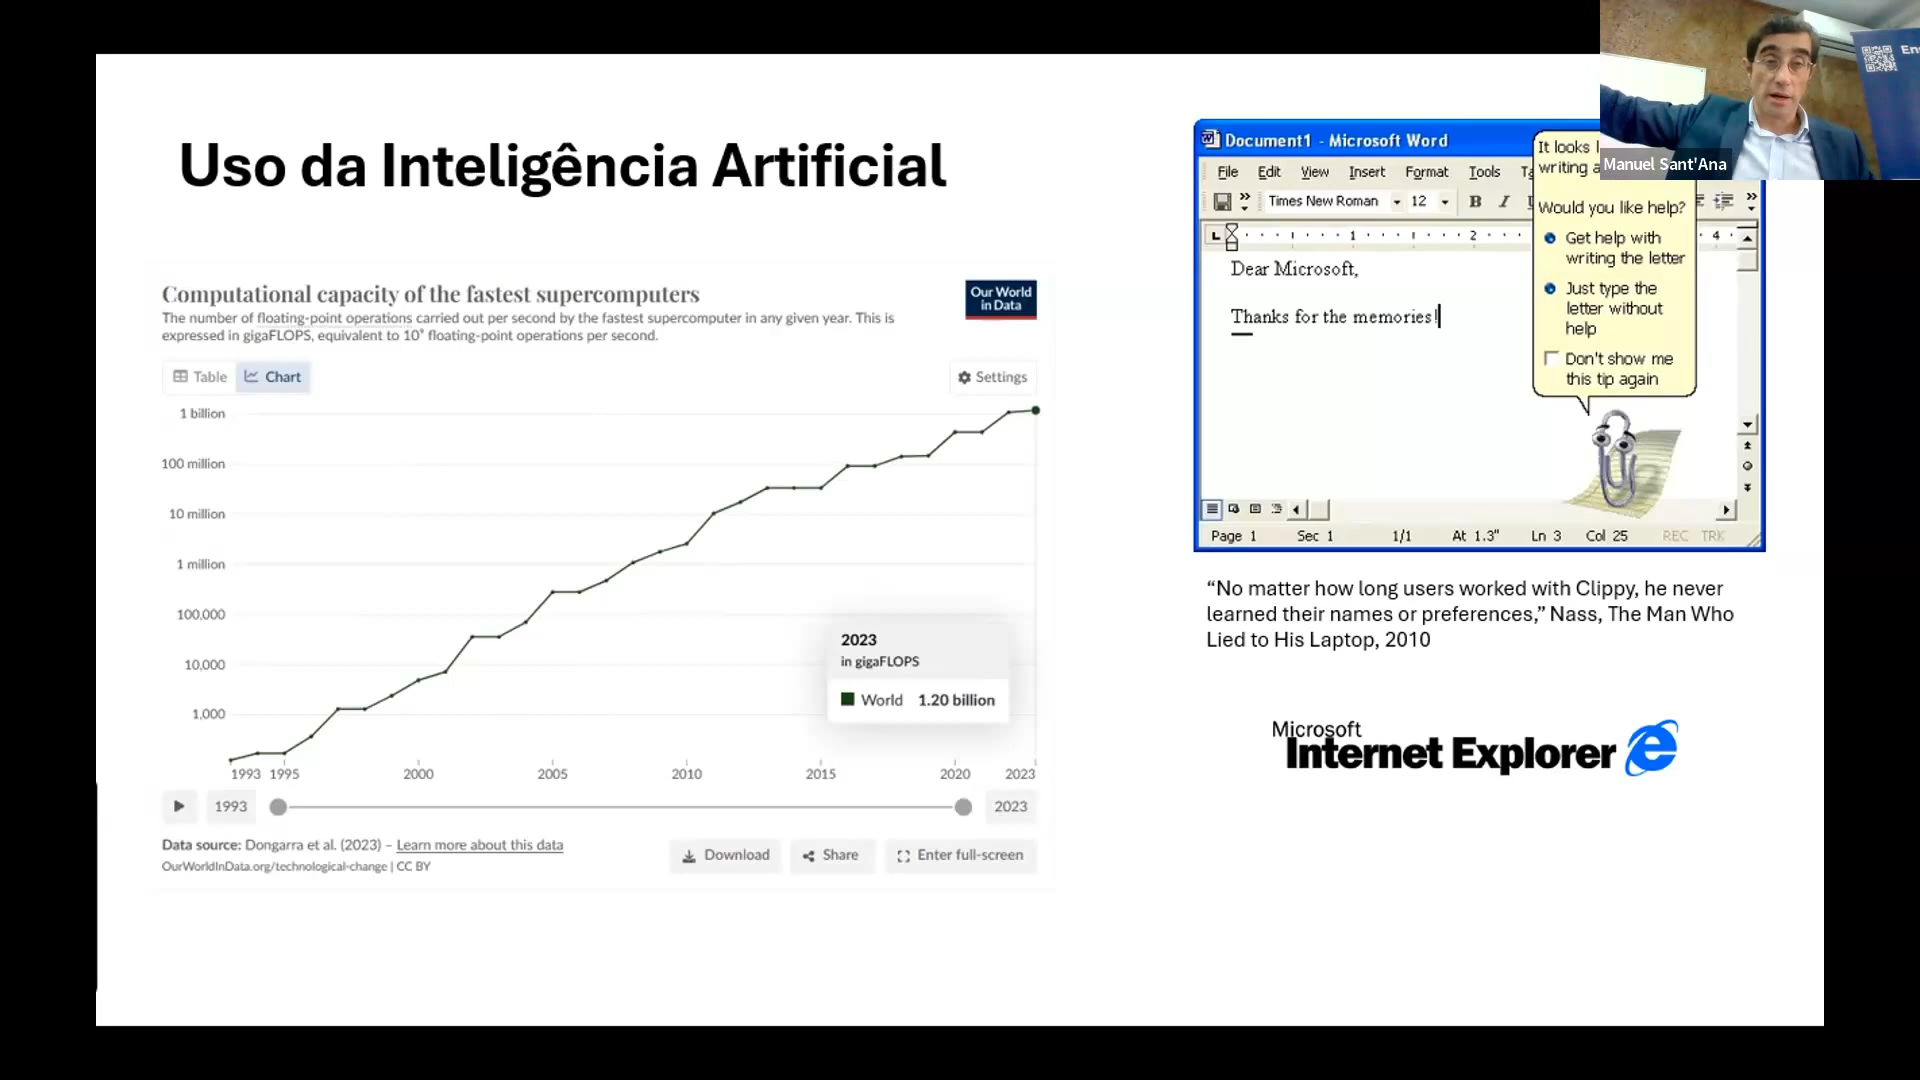 Uso da Inteligência Artificial
Computational capacity of the fastest supercomputers
The number of floating-point operations carried out per second by the fastest supercomputer in any given year. This is
expressed in gigaFLOPS, equivalent to 10⁹ floating-point operations per second.
Our World
in Data
Table
Chart
Settings
1 billion
100 million
10 million
1 million
100,000
10,000
1,000
2023
in gigaFLOPS
World 1.20 billion
1993 1995 2000 2005 2010 2015 2020 2023
1993
2023
Data source: Dongarra et al. (2023) – Learn more about this data
OurWorldInData.org/technological-change | CC BY
Download
Share
Enter full-screen
Document1 - Microsoft Word
File Edit View Insert Format Tools
Times New Roman 12 B I
1 2 4
Dear Microsoft,
Thanks for the memories!
It looks
writing
Would you like help?
Get help with
writing the letter
Just type the
letter without
help
Don't show me
this tip again
Page 1 Sec 1 1/1 At 1.3" Ln 3 Col 25 REC TRK
“No matter how long users worked with Clippy, he never
learned their names or preferences,” Nass, The Man Who
Lied to His Laptop, 2010
Microsoft
Internet Explorer
Manuel Sant'Ana